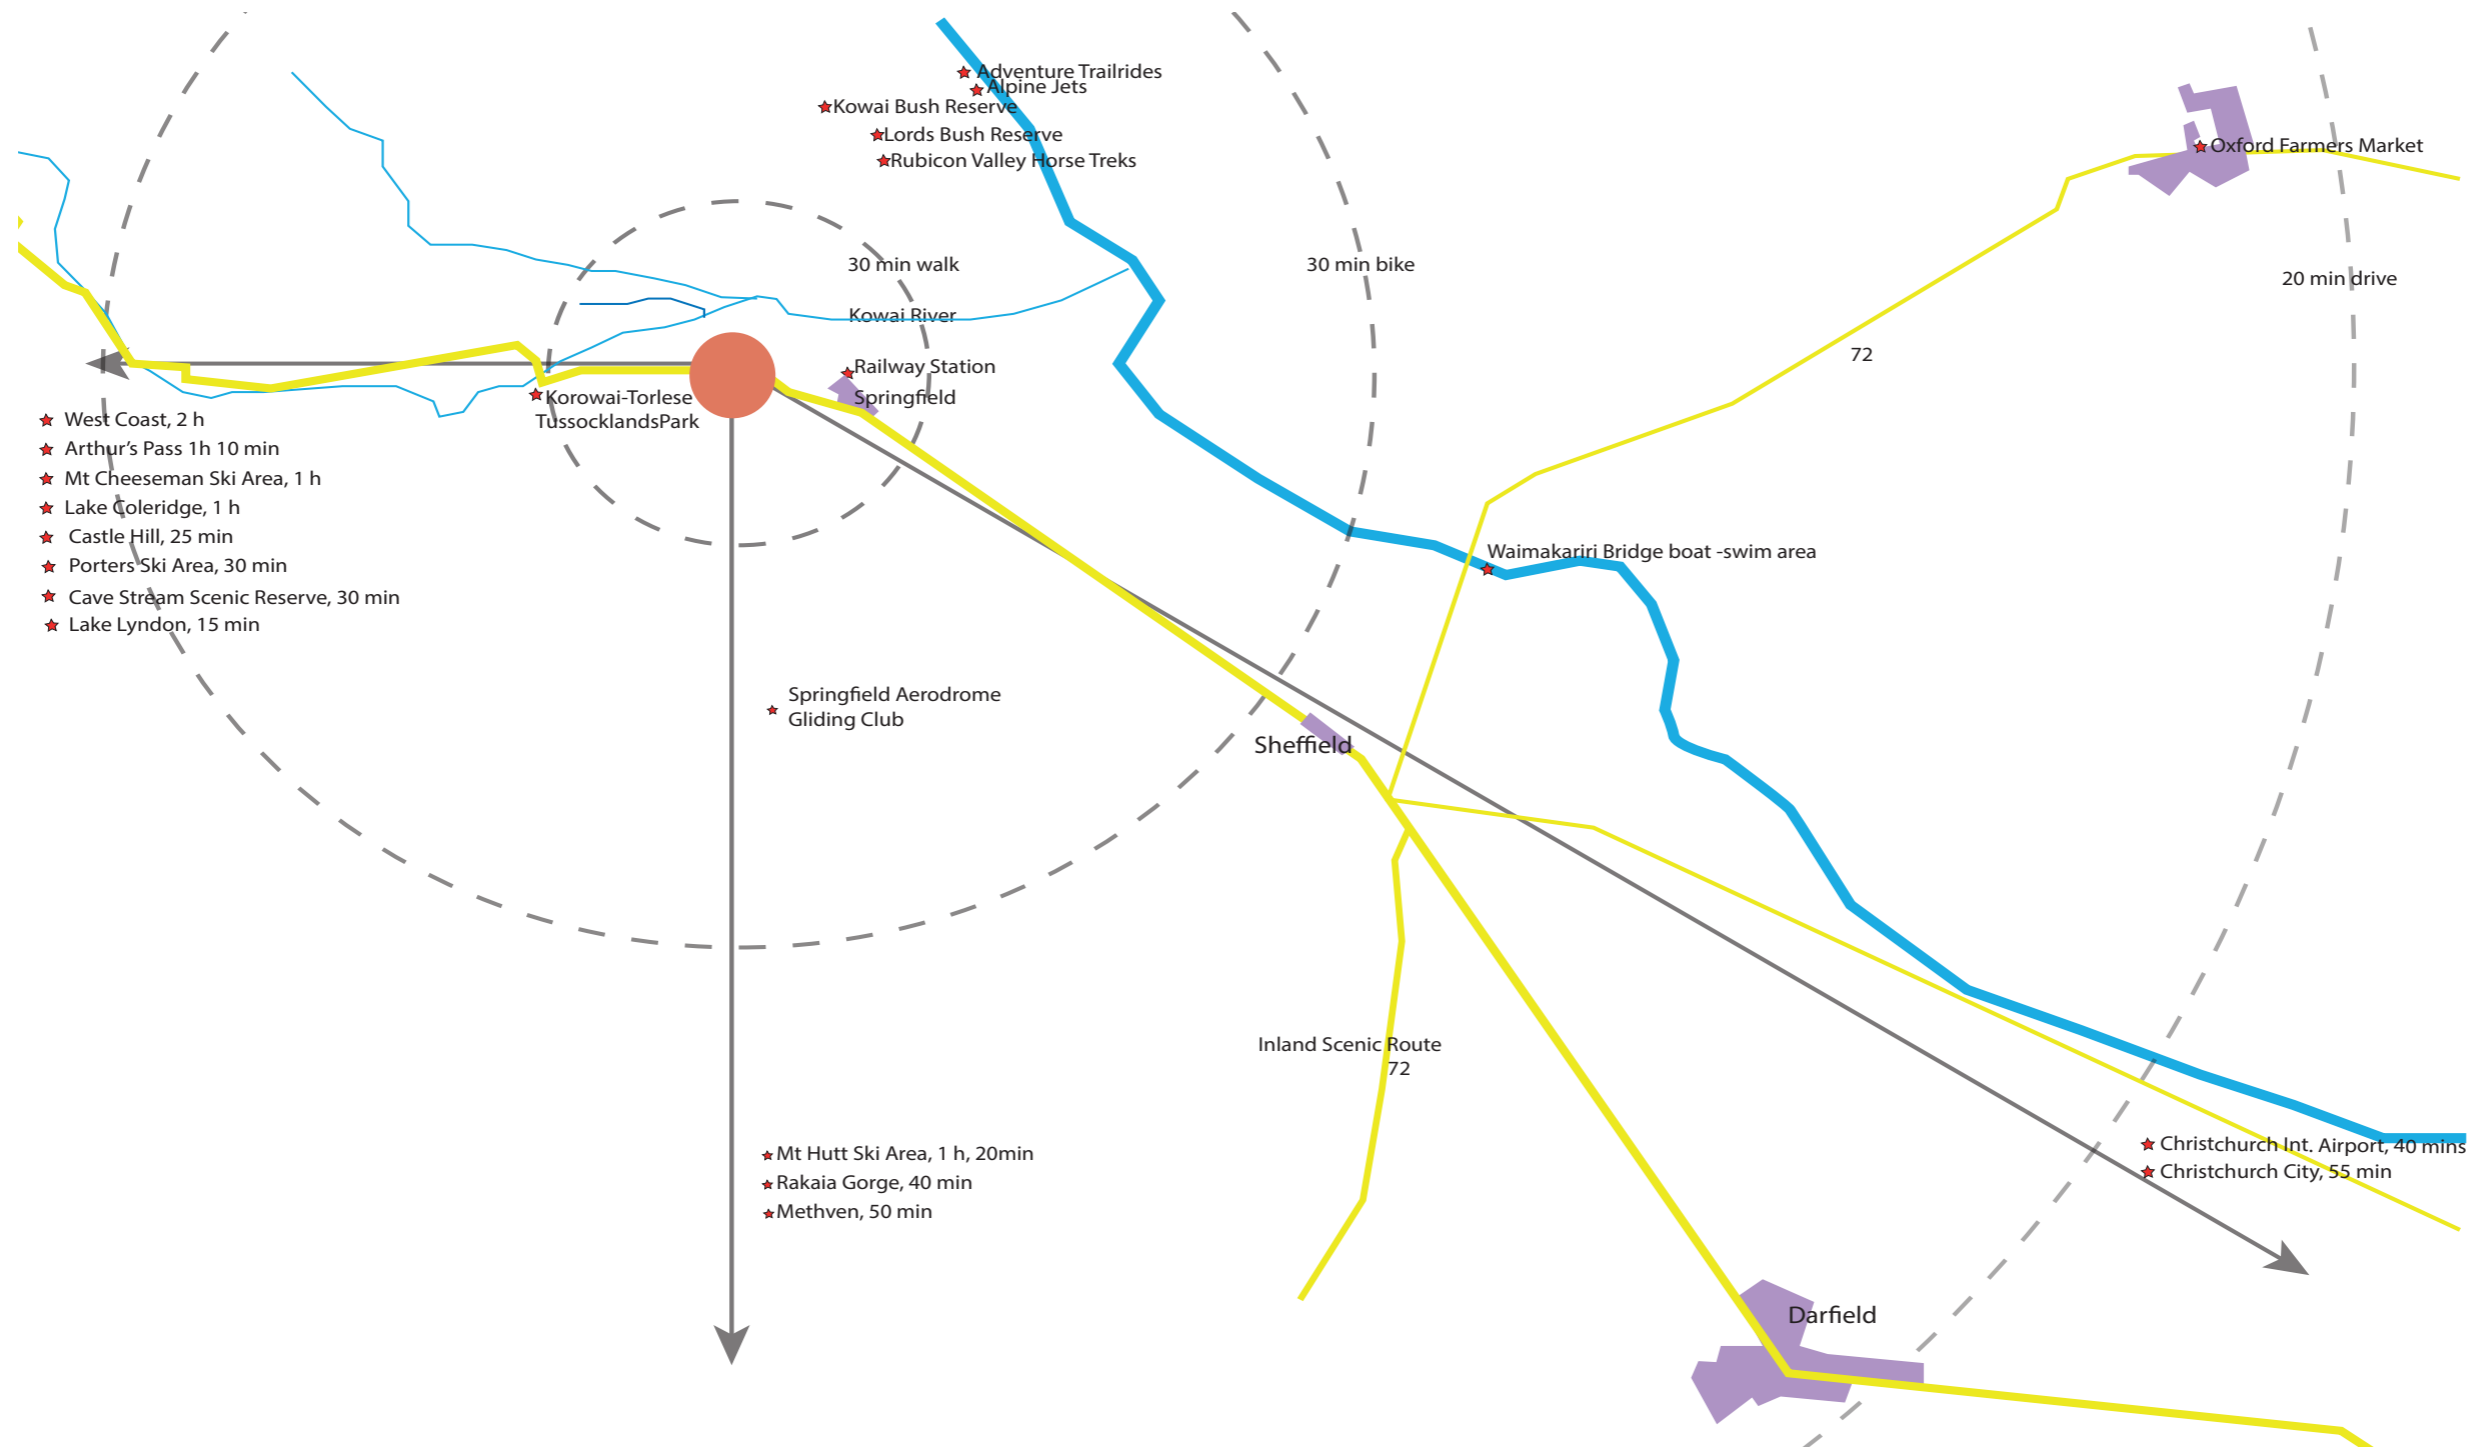 Adventure Trailrides
Alpine Jets
Kowai Bush Reserve
Lords Bush Reserve
Rubicon Valley Horse Treks
Oxford Farmers Market
30 min walk
30 min bike
20 min drive
Kowai River
72
Railway Station
Springfield
Korowai-Torlese
TussocklandsPark
West Coast, 2 h
Arthur’s Pass 1h 10 min
Mt Cheeseman Ski Area, 1 h
Lake Coleridge, 1 h
Castle Hill, 25 min
Porters Ski Area, 30 min
Cave Stream Scenic Reserve, 30 min
Lake Lyndon, 15 min
Waimakariri Bridge boat -swim area
Springfield Aerodrome
Gliding Club
Sheffield
Inland Scenic Route
72
Mt Hutt Ski Area, 1 h, 20min
Rakaia Gorge, 40 min
Methven, 50 min
Christchurch Int. Airport, 40 mins
Christchurch City, 55 min
Darfield